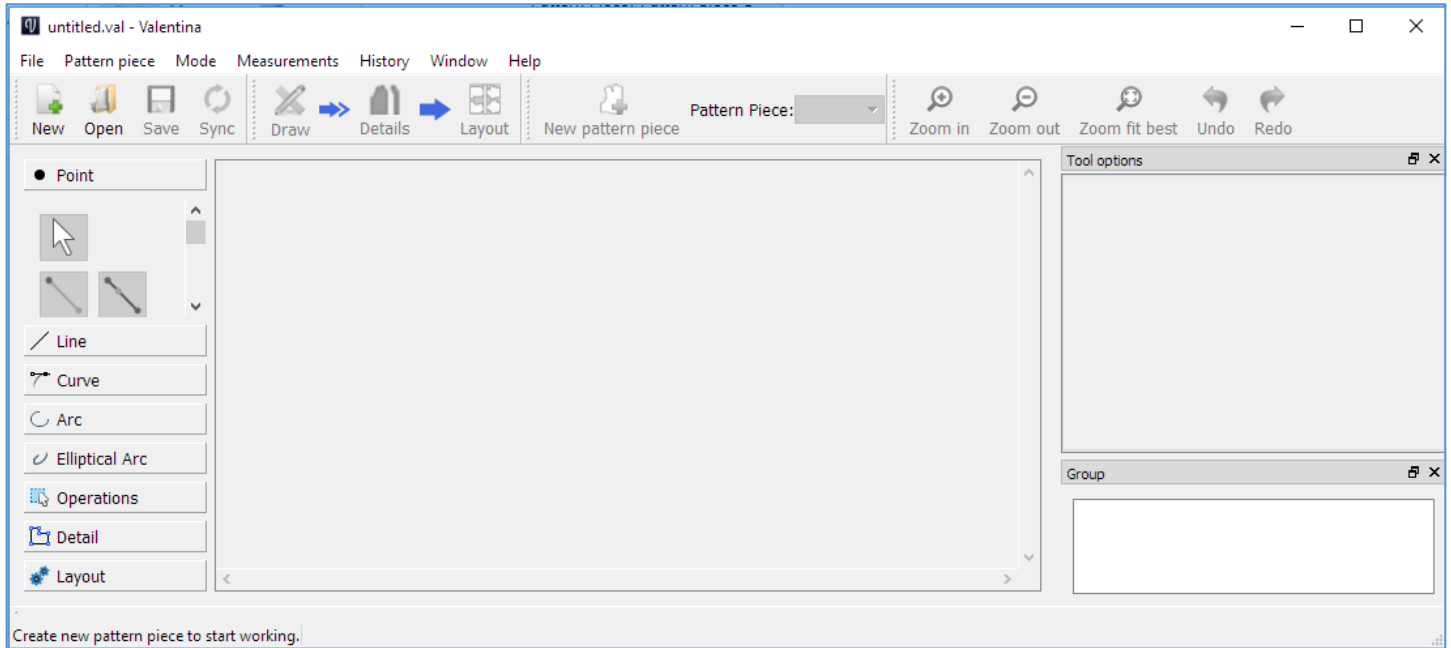 untitled.val - Valentina
File Pattern piece Mode Measurements History Window Help
New Open Save Sync Draw Details Layout New pattern piece Pattern Piece: Zoom in Zoom out Zoom fit best Undo Redo
Point
Tool options
Line
Curve
Arc
Elliptical Arc
Group
Operations
Detail
Layout
Create new pattern piece to start working.